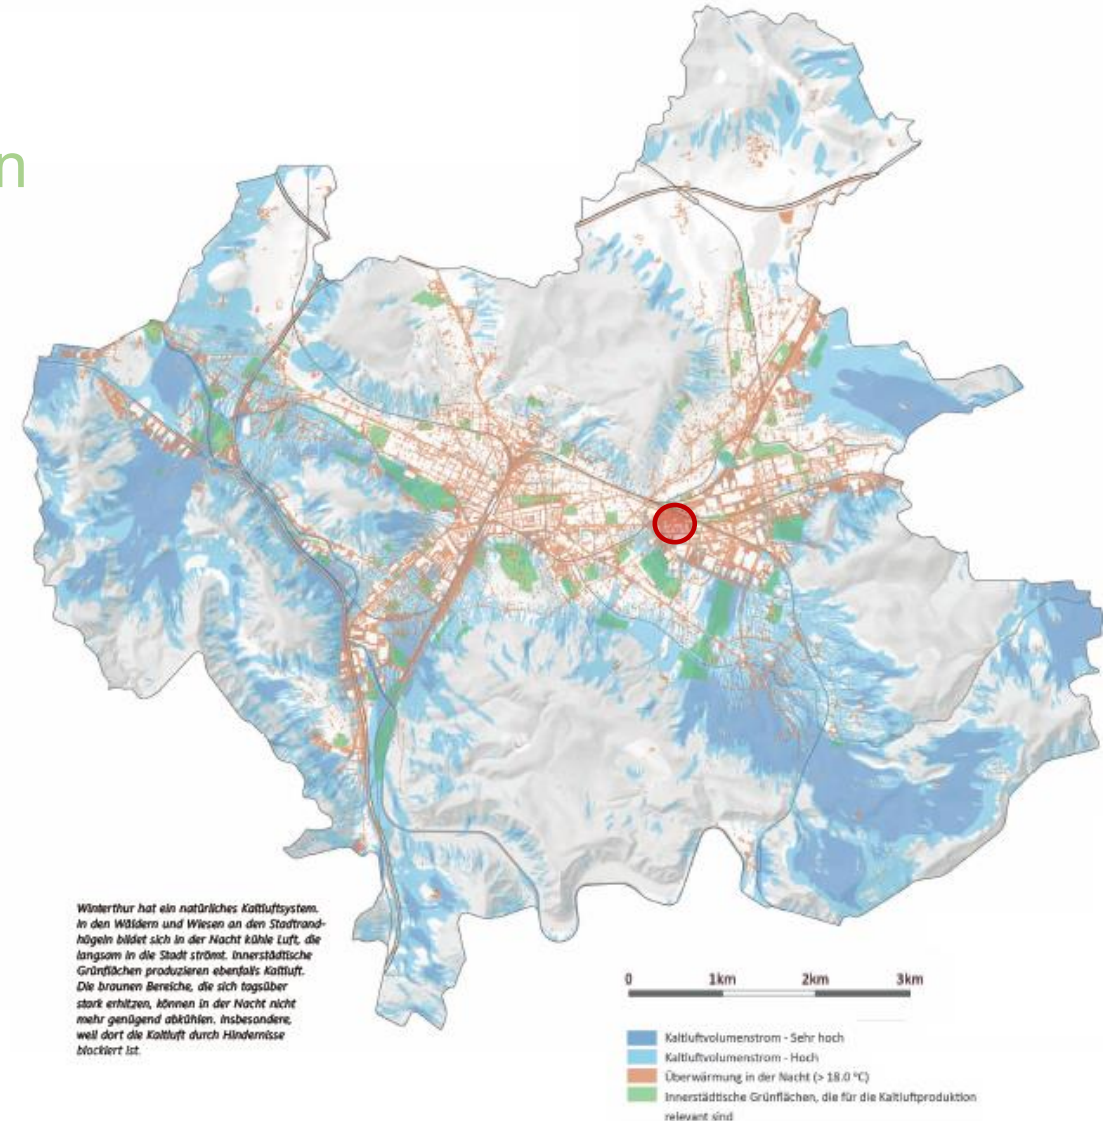 n
Winterthur hat ein natürliches Kaltluftsystem.
In den Wäldern und Wiesen an den Stadtrand-
hügeln bildet sich in der Nacht kühle Luft, die
langsam in die Stadt strömt. Innerstädtische
Grünflächen produzieren ebenfalls Kaltluft.
Die braunen Bereiche, die sich tagsüber
stark erhitzen, können in der Nacht nicht
mehr genügend abkühlen. Insbesondere,
weil dort die Kaltluft durch Hindernisse
blockiert ist.
0 1km 2km 3km
Kaltluftvolumenstrom - Sehr hoch
Kaltluftvolumenstrom - Hoch
Überwärmung in der Nacht (> 18.0 °C)
Innerstädtische Grünflächen, die für die Kaltluftproduktion
relevant sind